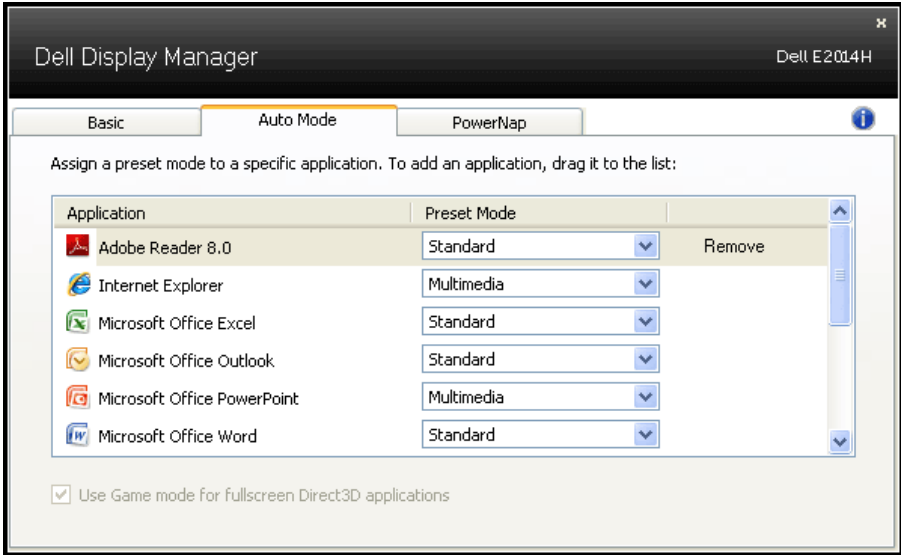 Dell Display Manager
Dell E2014H
Basic
Auto Mode
PowerNap
Assign a preset mode to a specific application. To add an application, drag it to the list:
Application Preset Mode
Adobe Reader 8.0 Standard Remove
Internet Explorer Multimedia
Microsoft Office Excel Standard
Microsoft Office Outlook Standard
Microsoft Office PowerPoint Multimedia
Microsoft Office Word Standard
Use Game mode for fullscreen Direct3D applications